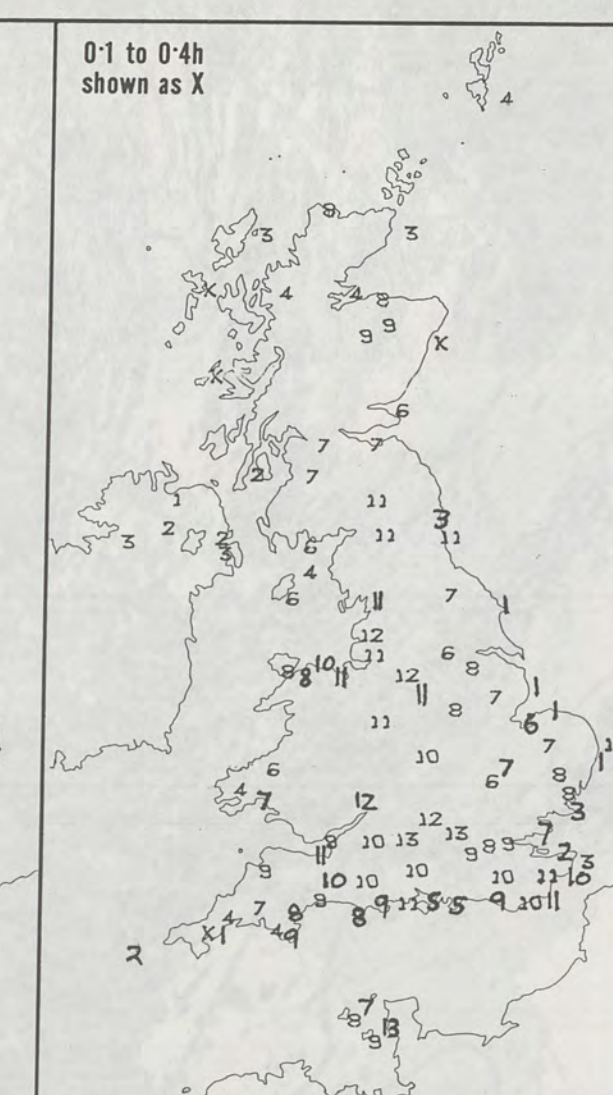 0·1 to 0·4h
shown as X
4
8
3 3
X 4 4 8
9 9
X
X
6
7 7
2 7
1 11
3 2 2 3 11 11
3 6
4
6 11 7 1
12
11 6
8 8 10 11 12 8
11 7 1
11 8 6 1
7 1
10
6 6 7 8
4 7 12 8
3
12
8 10 13 13 7
11 9 8 9 2 3
9 10 10 10 10 11 10
9 9 11 5 5 9 10 11
4 7 8 8
X 1 4 9
2
7
8 13
9